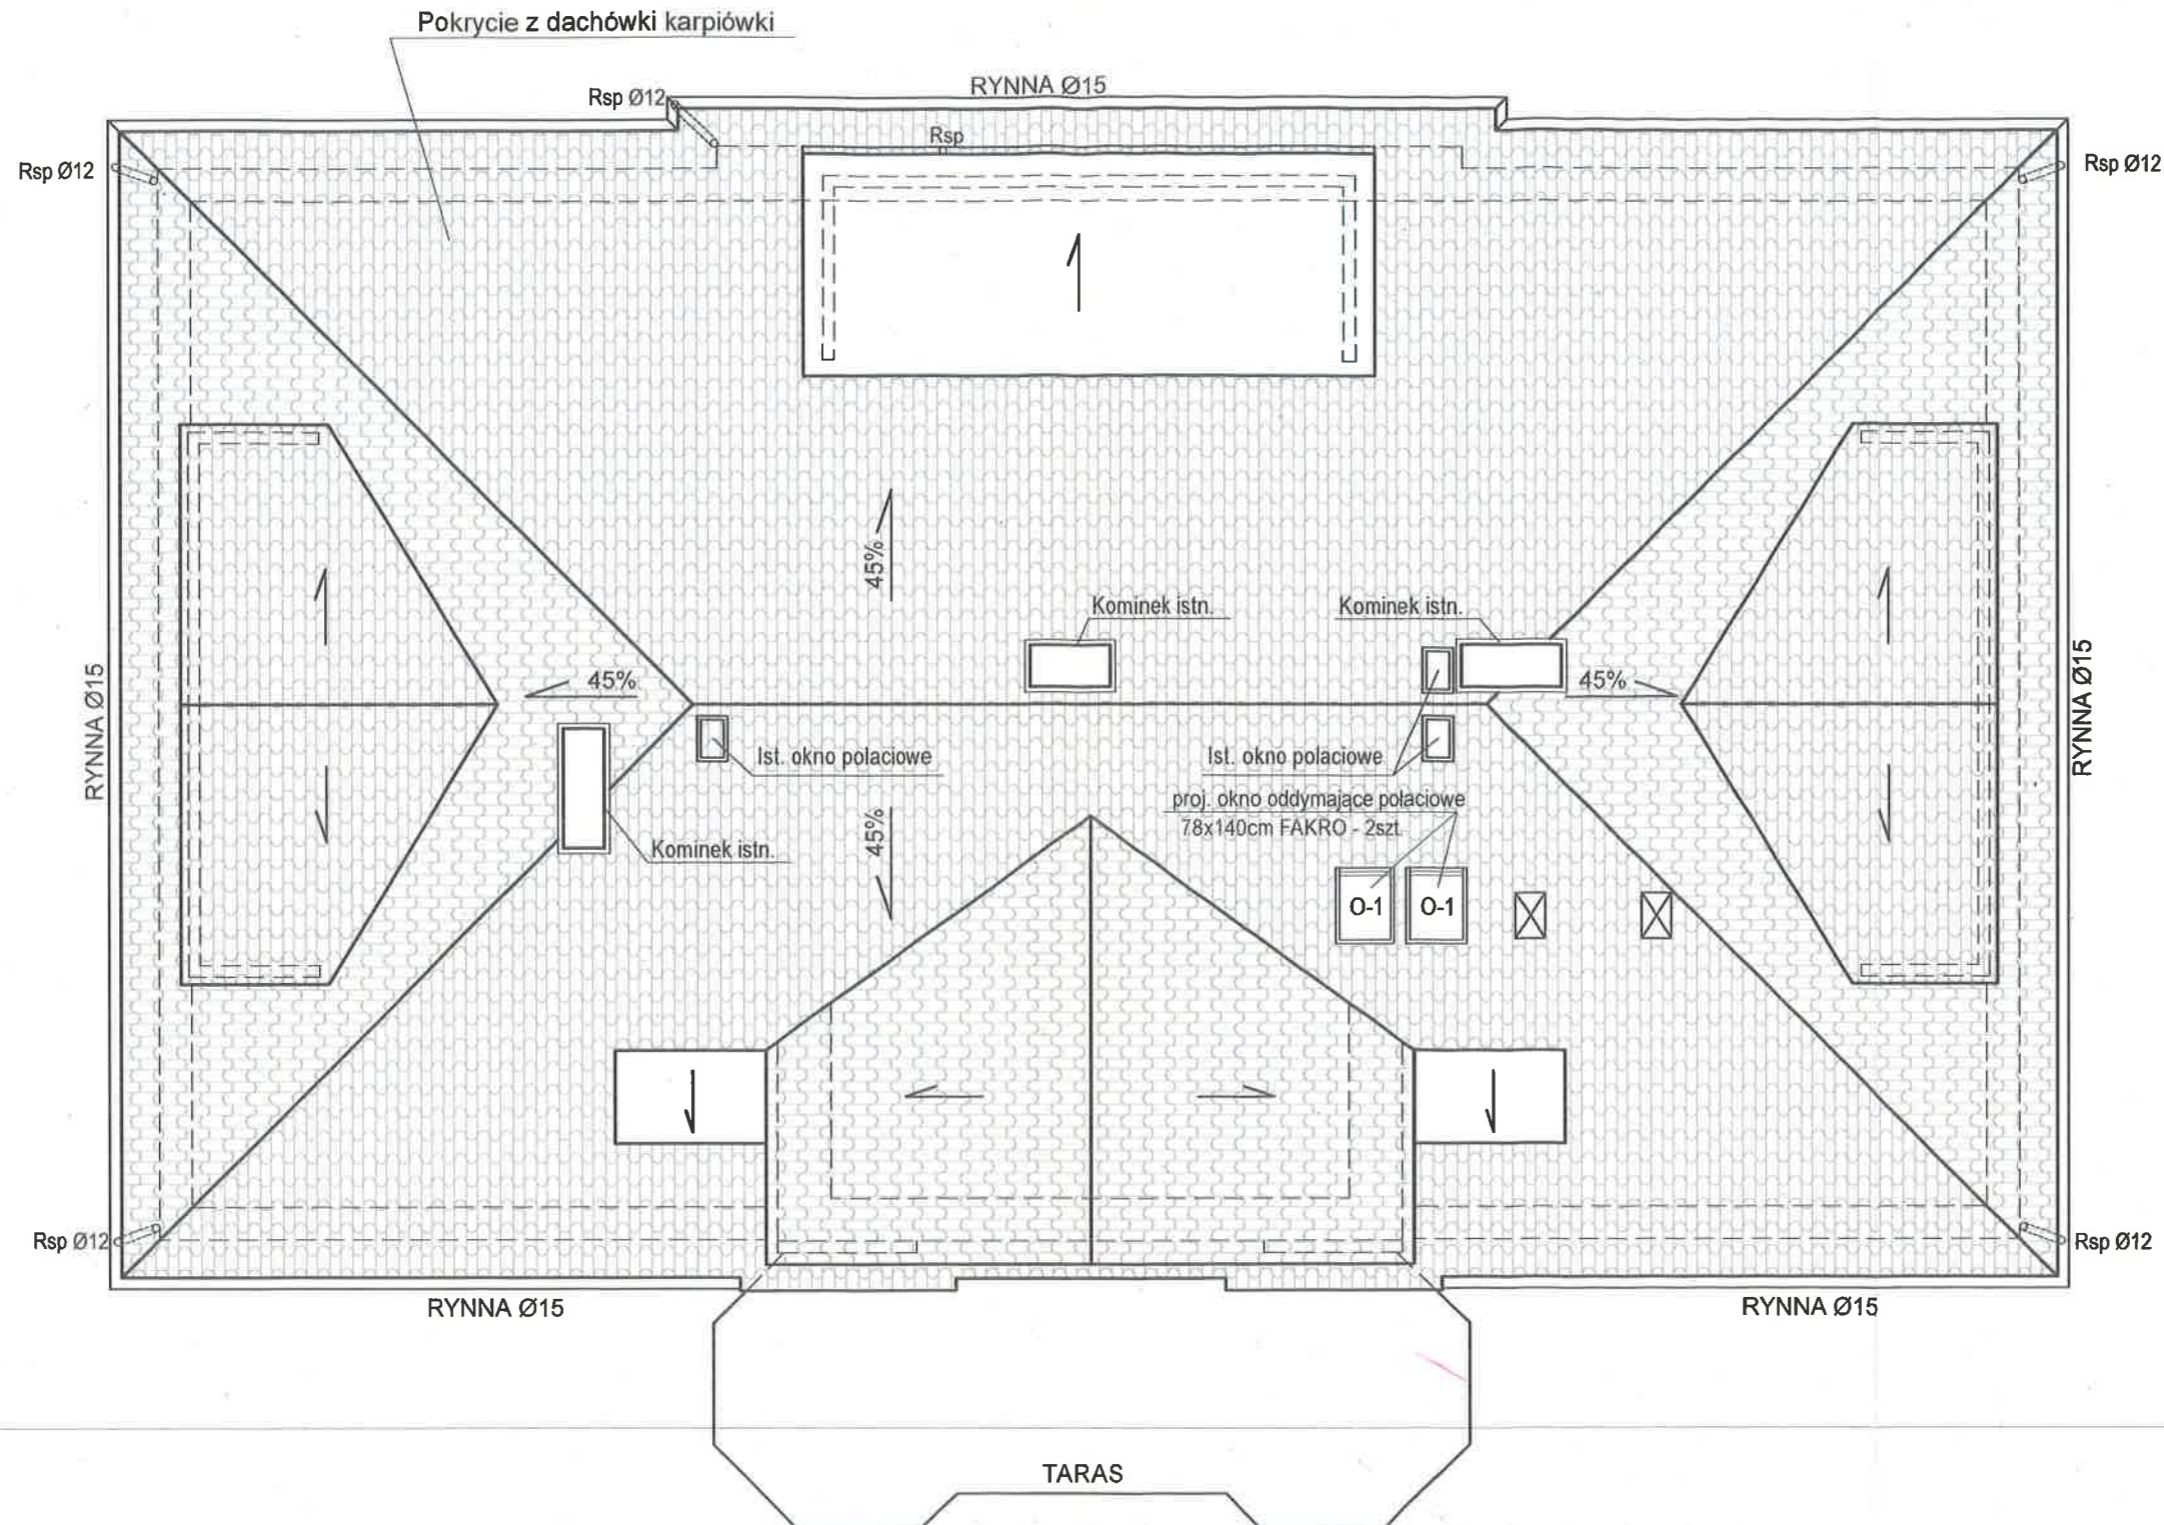 Pokrycie z dachówki karpiówki
RYNNA Ø15
Rsp Ø12
Rsp
Rsp Ø12
Rsp Ø12
45%
Kominek istn.
Kominek istn.
RYNNA Ø15
45%
45%
RYNNA Ø15
Ist. okno polaciowe
Ist. okno polaciowe
proj. okno oddymające połaciowe
78x140cm FAKRO - 2szt.
45%
Kominek istn.
O-1
O-1
Rsp Ø12
Rsp Ø12
RYNNA Ø15
RYNNA Ø15
TARAS